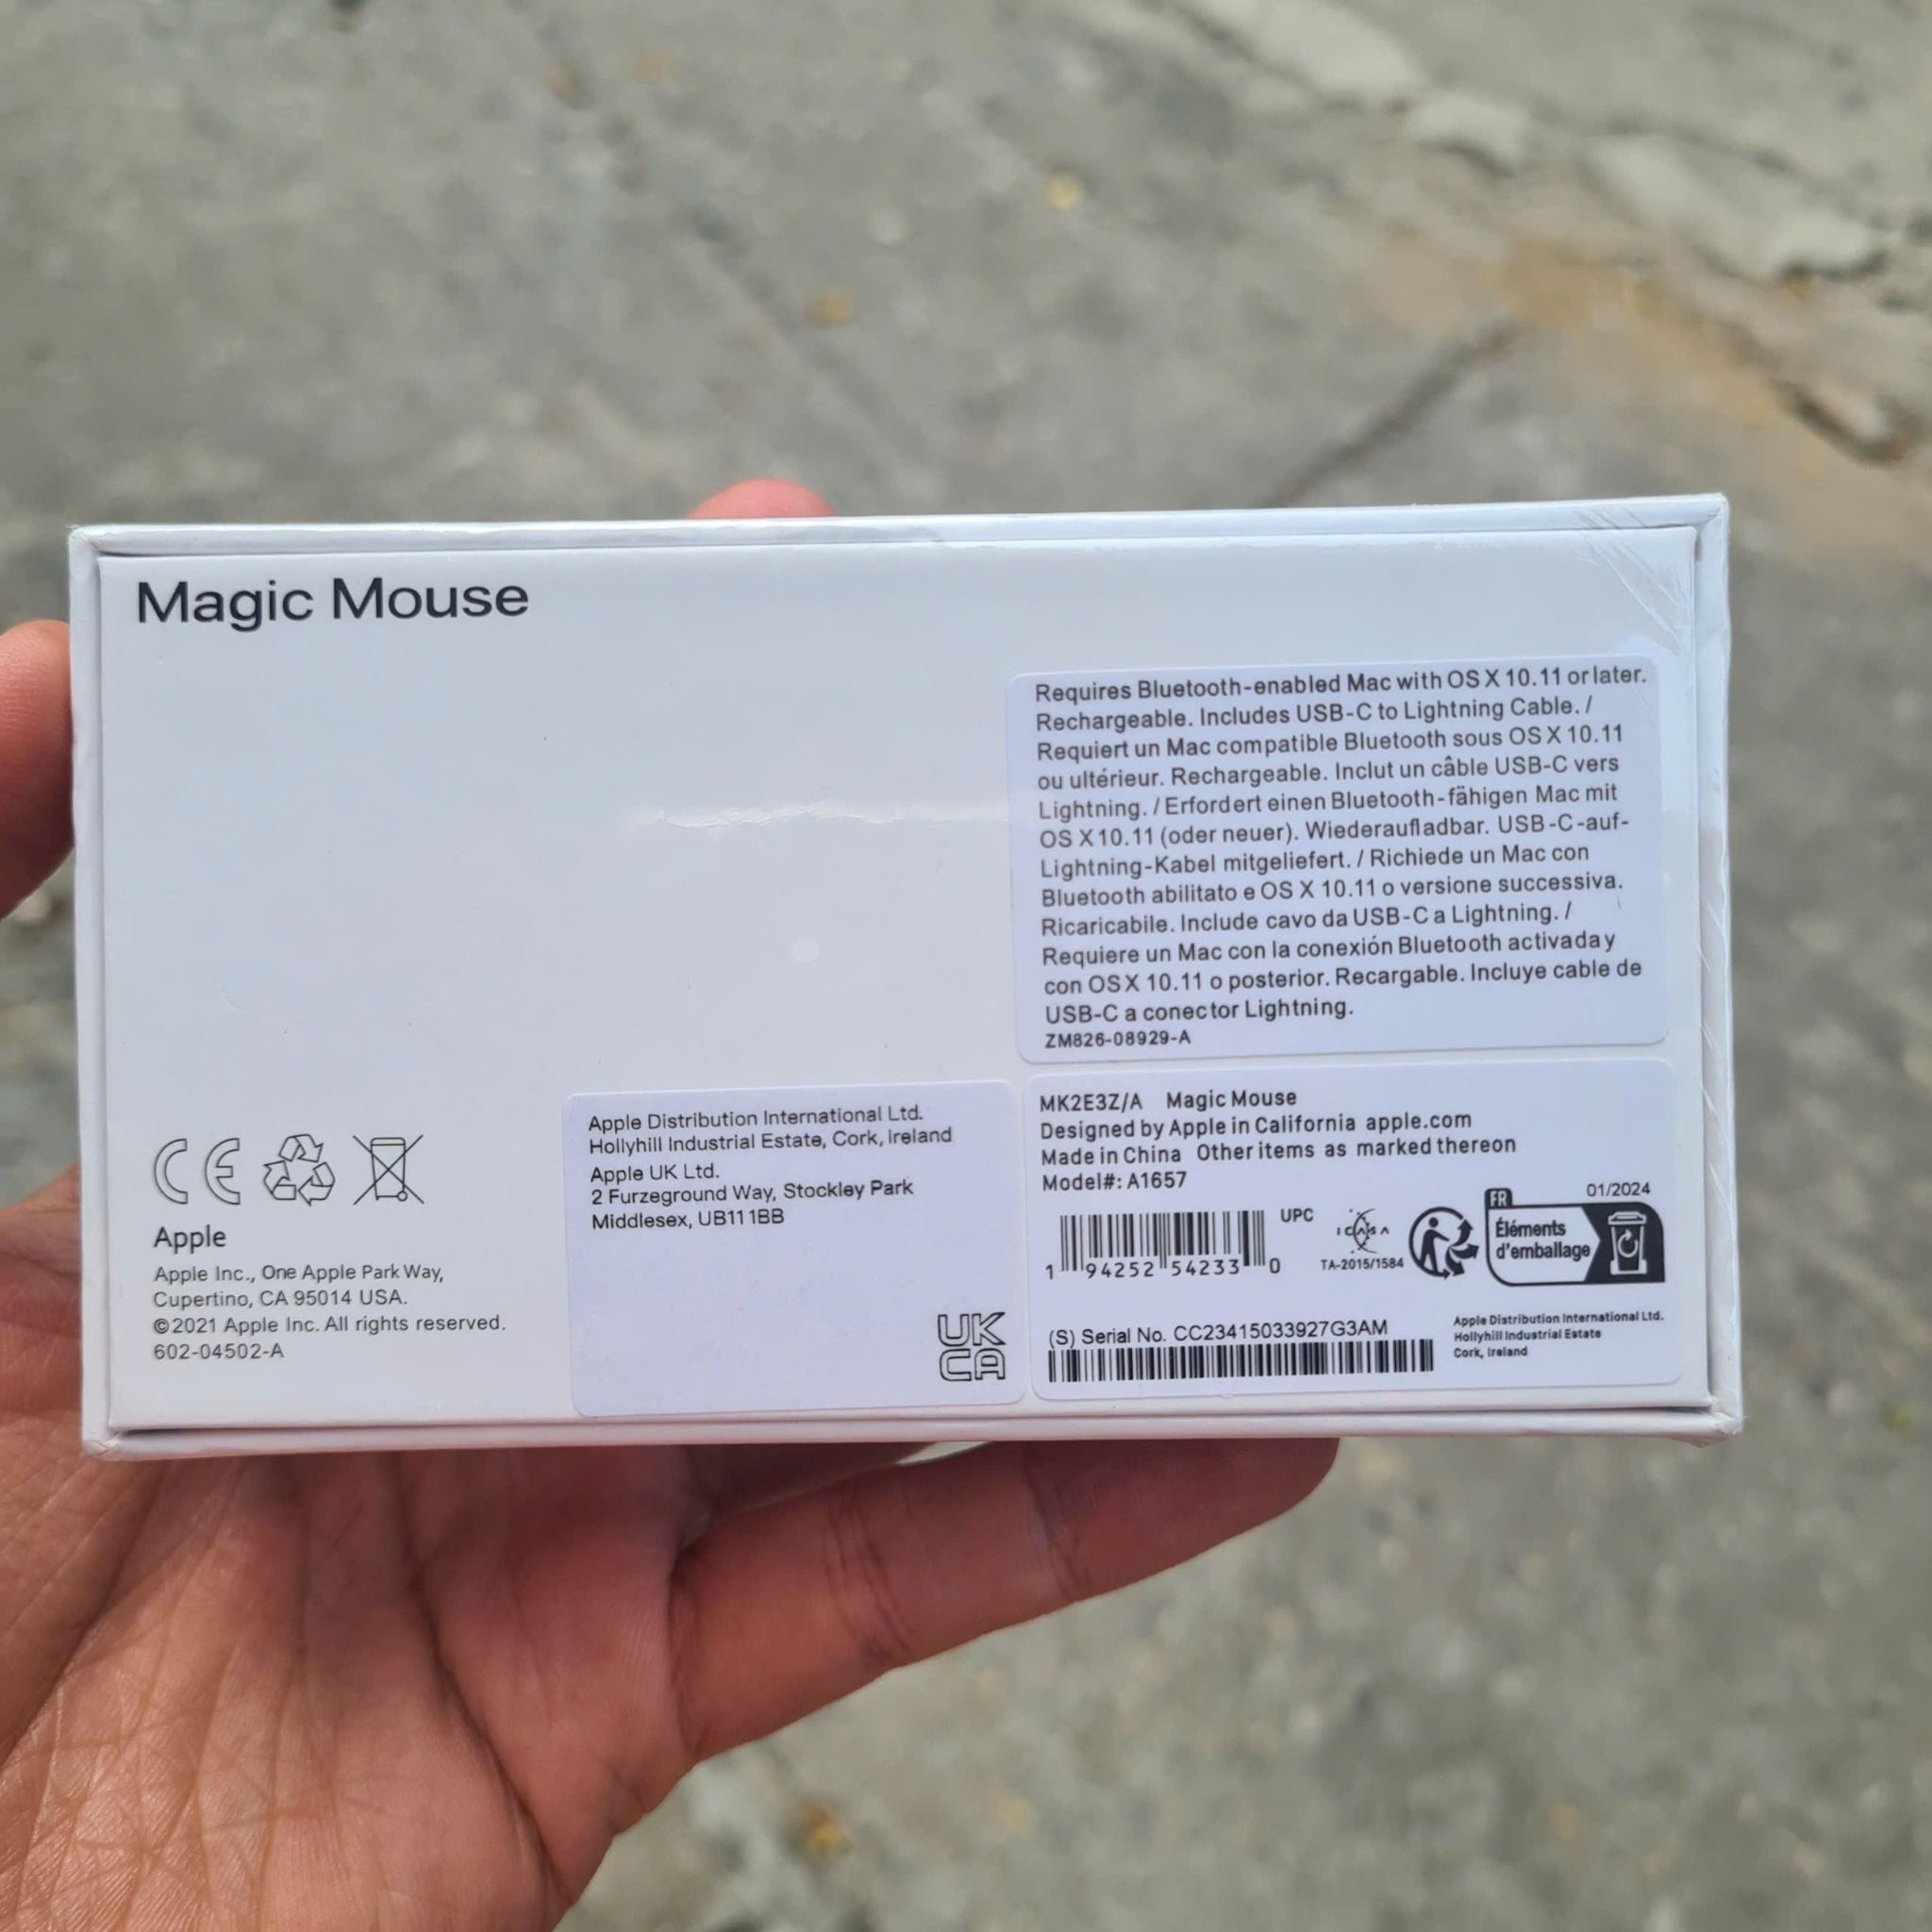 Magic Mouse
Requires Bluetooth-enabled Mac with OS X 10.11 or later.
Rechargeable. Includes USB-C to Lightning Cable. /
Requiert un Mac compatible Bluetooth sous OS X 10.11
ou ultérieur. Rechargeable. Inclut un câble USB-C vers
Lightning. / Erfordert einen Bluetooth-fähigen Mac mit
OS X 10.11 (oder neuer). Wiederaufladbar. USB-C-auf-
Lightning-Kabel mitgeliefert. / Richiede un Mac con
Bluetooth abilitato e OS X 10.11 o versione successiva.
Ricaricabile. Include cavo da USB-C a Lightning. /
Requiere un Mac con la conexión Bluetooth activada y
con OS X 10.11 o posterior. Recargable. Incluye cable de
USB-C a conector Lightning.
ZM826-08929-A
CE
Apple
Apple Inc., One Apple Park Way,
Cupertino, CA 95014 USA.
©2021 Apple Inc. All rights reserved.
602-04502-A
Apple Distribution International Ltd.
Hollyhill Industrial Estate, Cork, Ireland
Apple UK Ltd.
2 Furzeground Way, Stockley Park
Middlesex, UB11 1BB
UK
CA
MK2E3Z/A Magic Mouse
Designed by Apple in California apple.com
Made in China Other items as marked thereon
Model#: A1657
UPC
1 94252 54233 0
ICASA
TA-2015/1584
FR
01/2024
Éléments
d'emballage
(S) Serial No. CC23415033927G3AM
Apple Distribution International Ltd.
Hollyhill Industrial Estate
Cork, Ireland